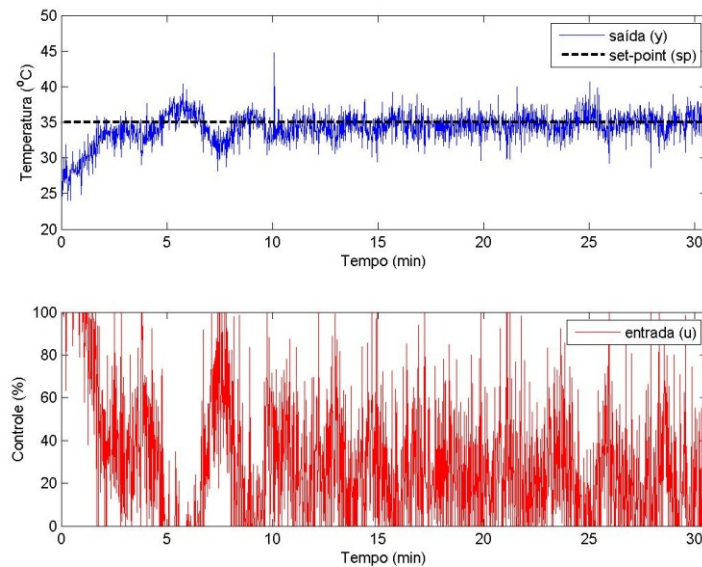 50
45
40
35
30
25
20
Temperatura (ºC)
saída (y)
set-point (sp)
0 5 10 15 20 25 30
Tempo (min)
100
80
60
40
20
0
Controle (%)
entrada (u)
0 5 10 15 20 25 30
Tempo (min)